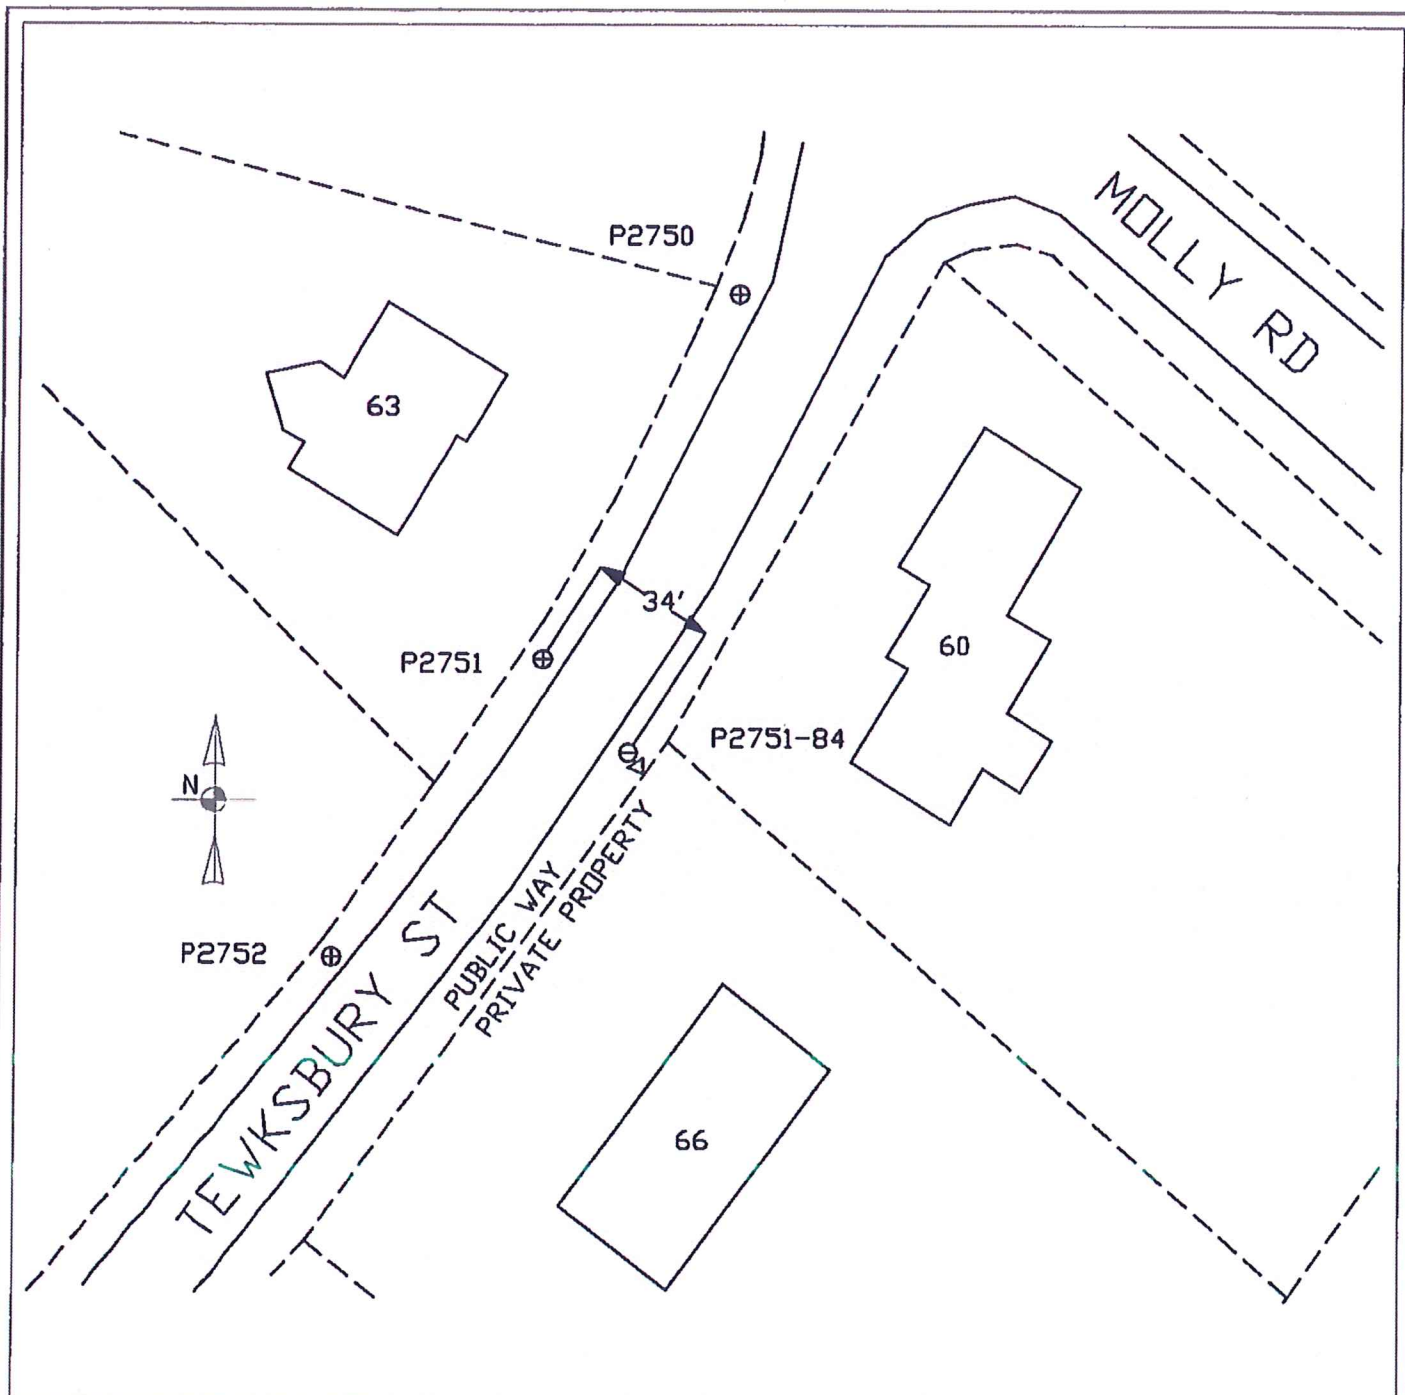 MOLLY RD
P2750
63
34'
60
P2751
P2751-84
N
PUBLIC WAY
PRIVATE PROPERTY
P2752
TEWKSBURY ST
66